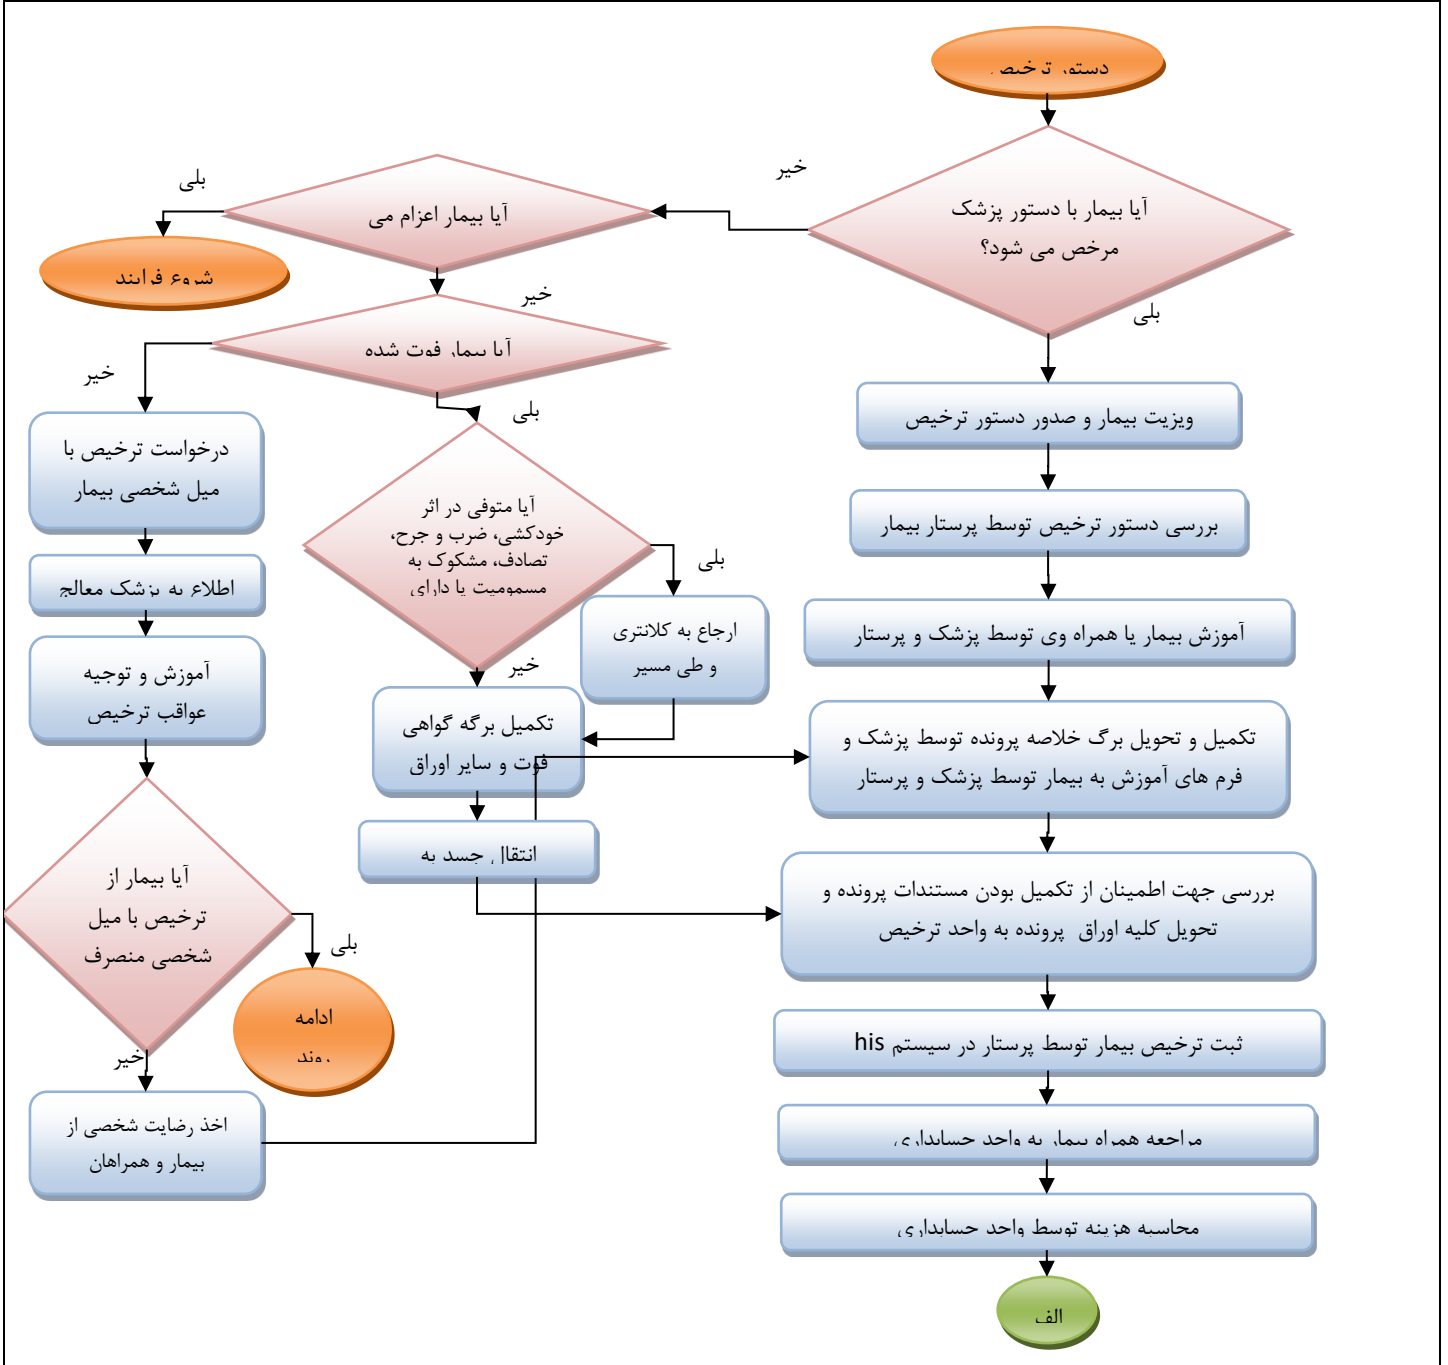 دستور ترخیص
آیا بیمار با دستور پزشک
مرخص می شود؟
خیر
بلی
ویزیت بیمار و صدور دستور ترخیص
بررسی دستور ترخیص توسط پرستار بیمار
آموزش بیمار یا همراه وی توسط پزشک و پرستار
تکمیل و تحویل برگ خلاصه پرونده توسط پزشک و
فرم های آموزش به بیمار توسط پزشک و پرستار
بررسی جهت اطمینان از تکمیل بودن مستندات پرونده و
تحویل کلیه اوراق پرونده به واحد ترخیص
ثبت ترخیص بیمار توسط پرستار در سیستم his
مراجعه همراه بیمار به واحد حسابداری
محاسبه هزینه توسط واحد حسابداری
الف
آیا بیمار اعزام می
بلی
شروع فرایند
خیر
آیا بیمار فوت شده
بلی
خیر
آیا متوفی در اثر
خودکشی، ضرب و جرح،
تصادف، مشکوک به
مسمومیت یا دارای
بلی
ارجاع به کلانتری
و طی مسیر
خیر
تکمیل برگه گواهی
فوت و سایر اوراق
انتقال جسد به
درخواست ترخیص با
میل شخصی بیمار
اطلاع به پزشک معالج
آموزش و توجیه
عواقب ترخیص
آیا بیمار از
ترخیص با میل
شخصی منصرف
بلی
ادامه
روند
خیر
اخذ رضایت شخصی از
بیمار و همراهان